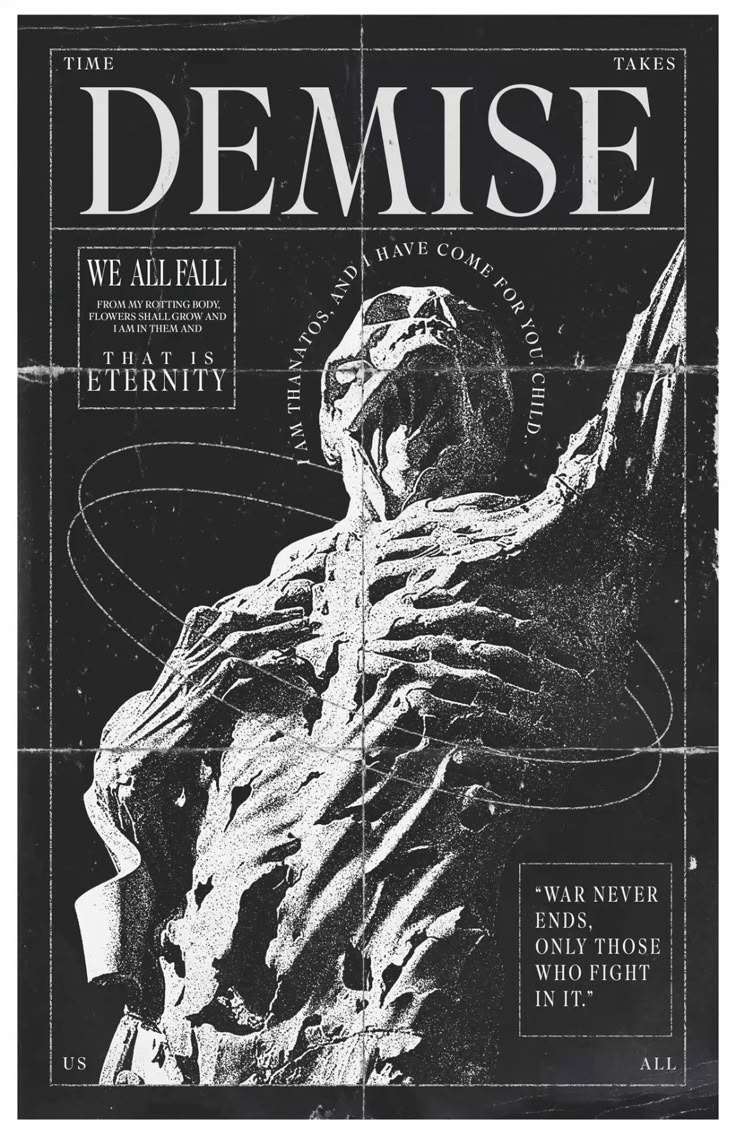 TIME TAKES
DEMISE
WE ALL FALL
FROM MY ROTTING BODY,
FLOWERS SHALL GROW AND
I AM IN THEM AND
THAT IS
ETERNITY
I AM THANATOS, AND I HAVE COME FOR YOU, CHILD.
“WAR NEVER
ENDS,
ONLY THOSE
WHO FIGHT
IN IT.”
US ALL